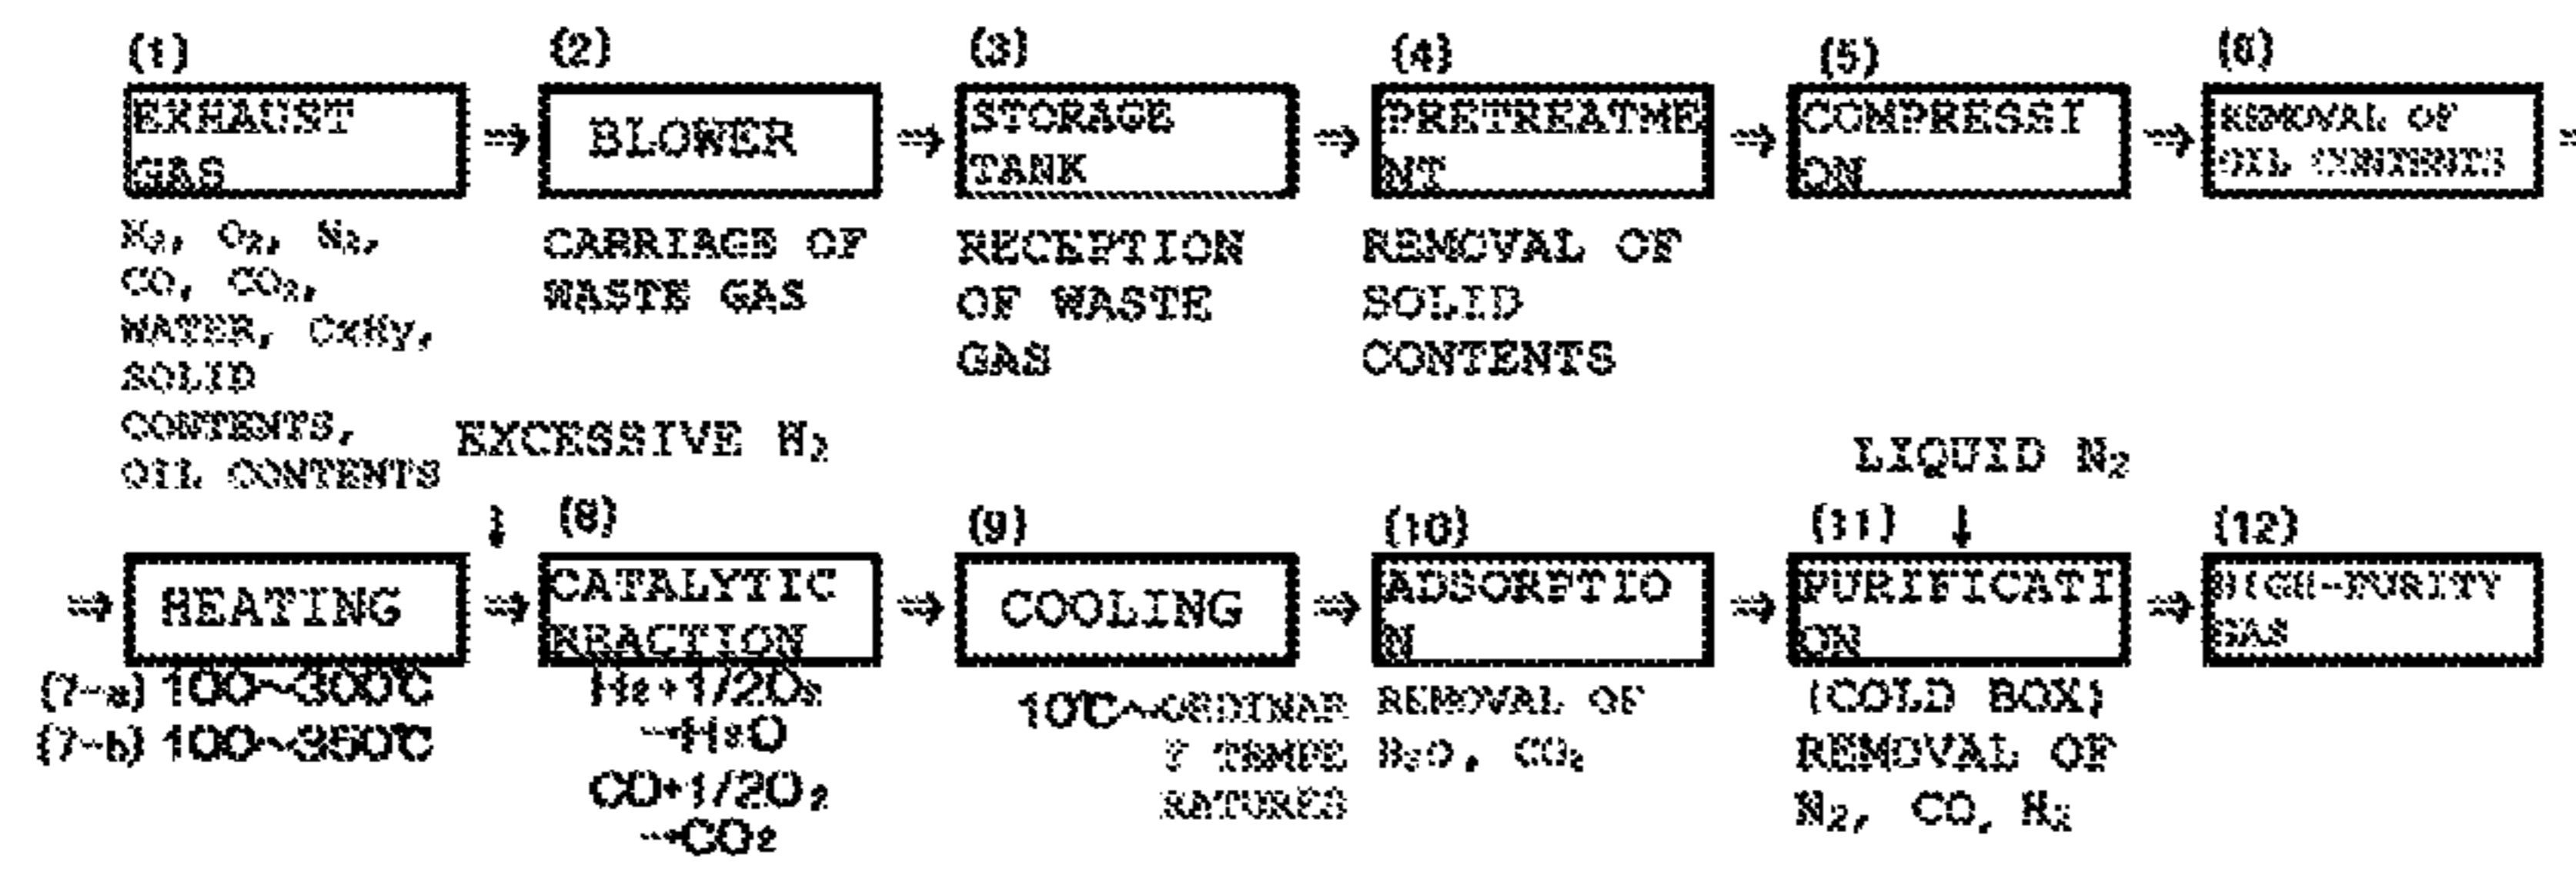 (1)
EXHAUST
GAS
H₂, O₂, N₂,
CO, CO₂,
WATER, CxHy,
SOLID
CONTENTS,
OIL CONTENTS
(2)
BLOWER
CARRIAGE OF
WASTE GAS
(3)
STORAGE
TANK
RECEPTION
OF WASTE
GAS
(4)
PRETREATME
NT
REMOVAL OF
SOLID
CONTENTS
(5)
COMPRESSI
ON
(6)
REMOVAL OF
OIL CONTENTS
HEATING
(7-a) 100~300℃
(7-b) 100~350℃
EXCESSIVE H₂
(8)
CATALYTIC
REACTION
H₂+1/2O₂
→H₂O
CO+1/2O₂
→CO₂
(9)
COOLING
10℃~ORDINAR
Y TEMPE
RATURES
(10)
ADSORPTIO
N
REMOVAL OF
H₂O, CO₂
LIQUID N₂
(11)
PURIFICATI
ON
(COLD BOX)
REMOVAL OF
N₂, CO, H₂
(12)
HIGH-PURITY
GAS